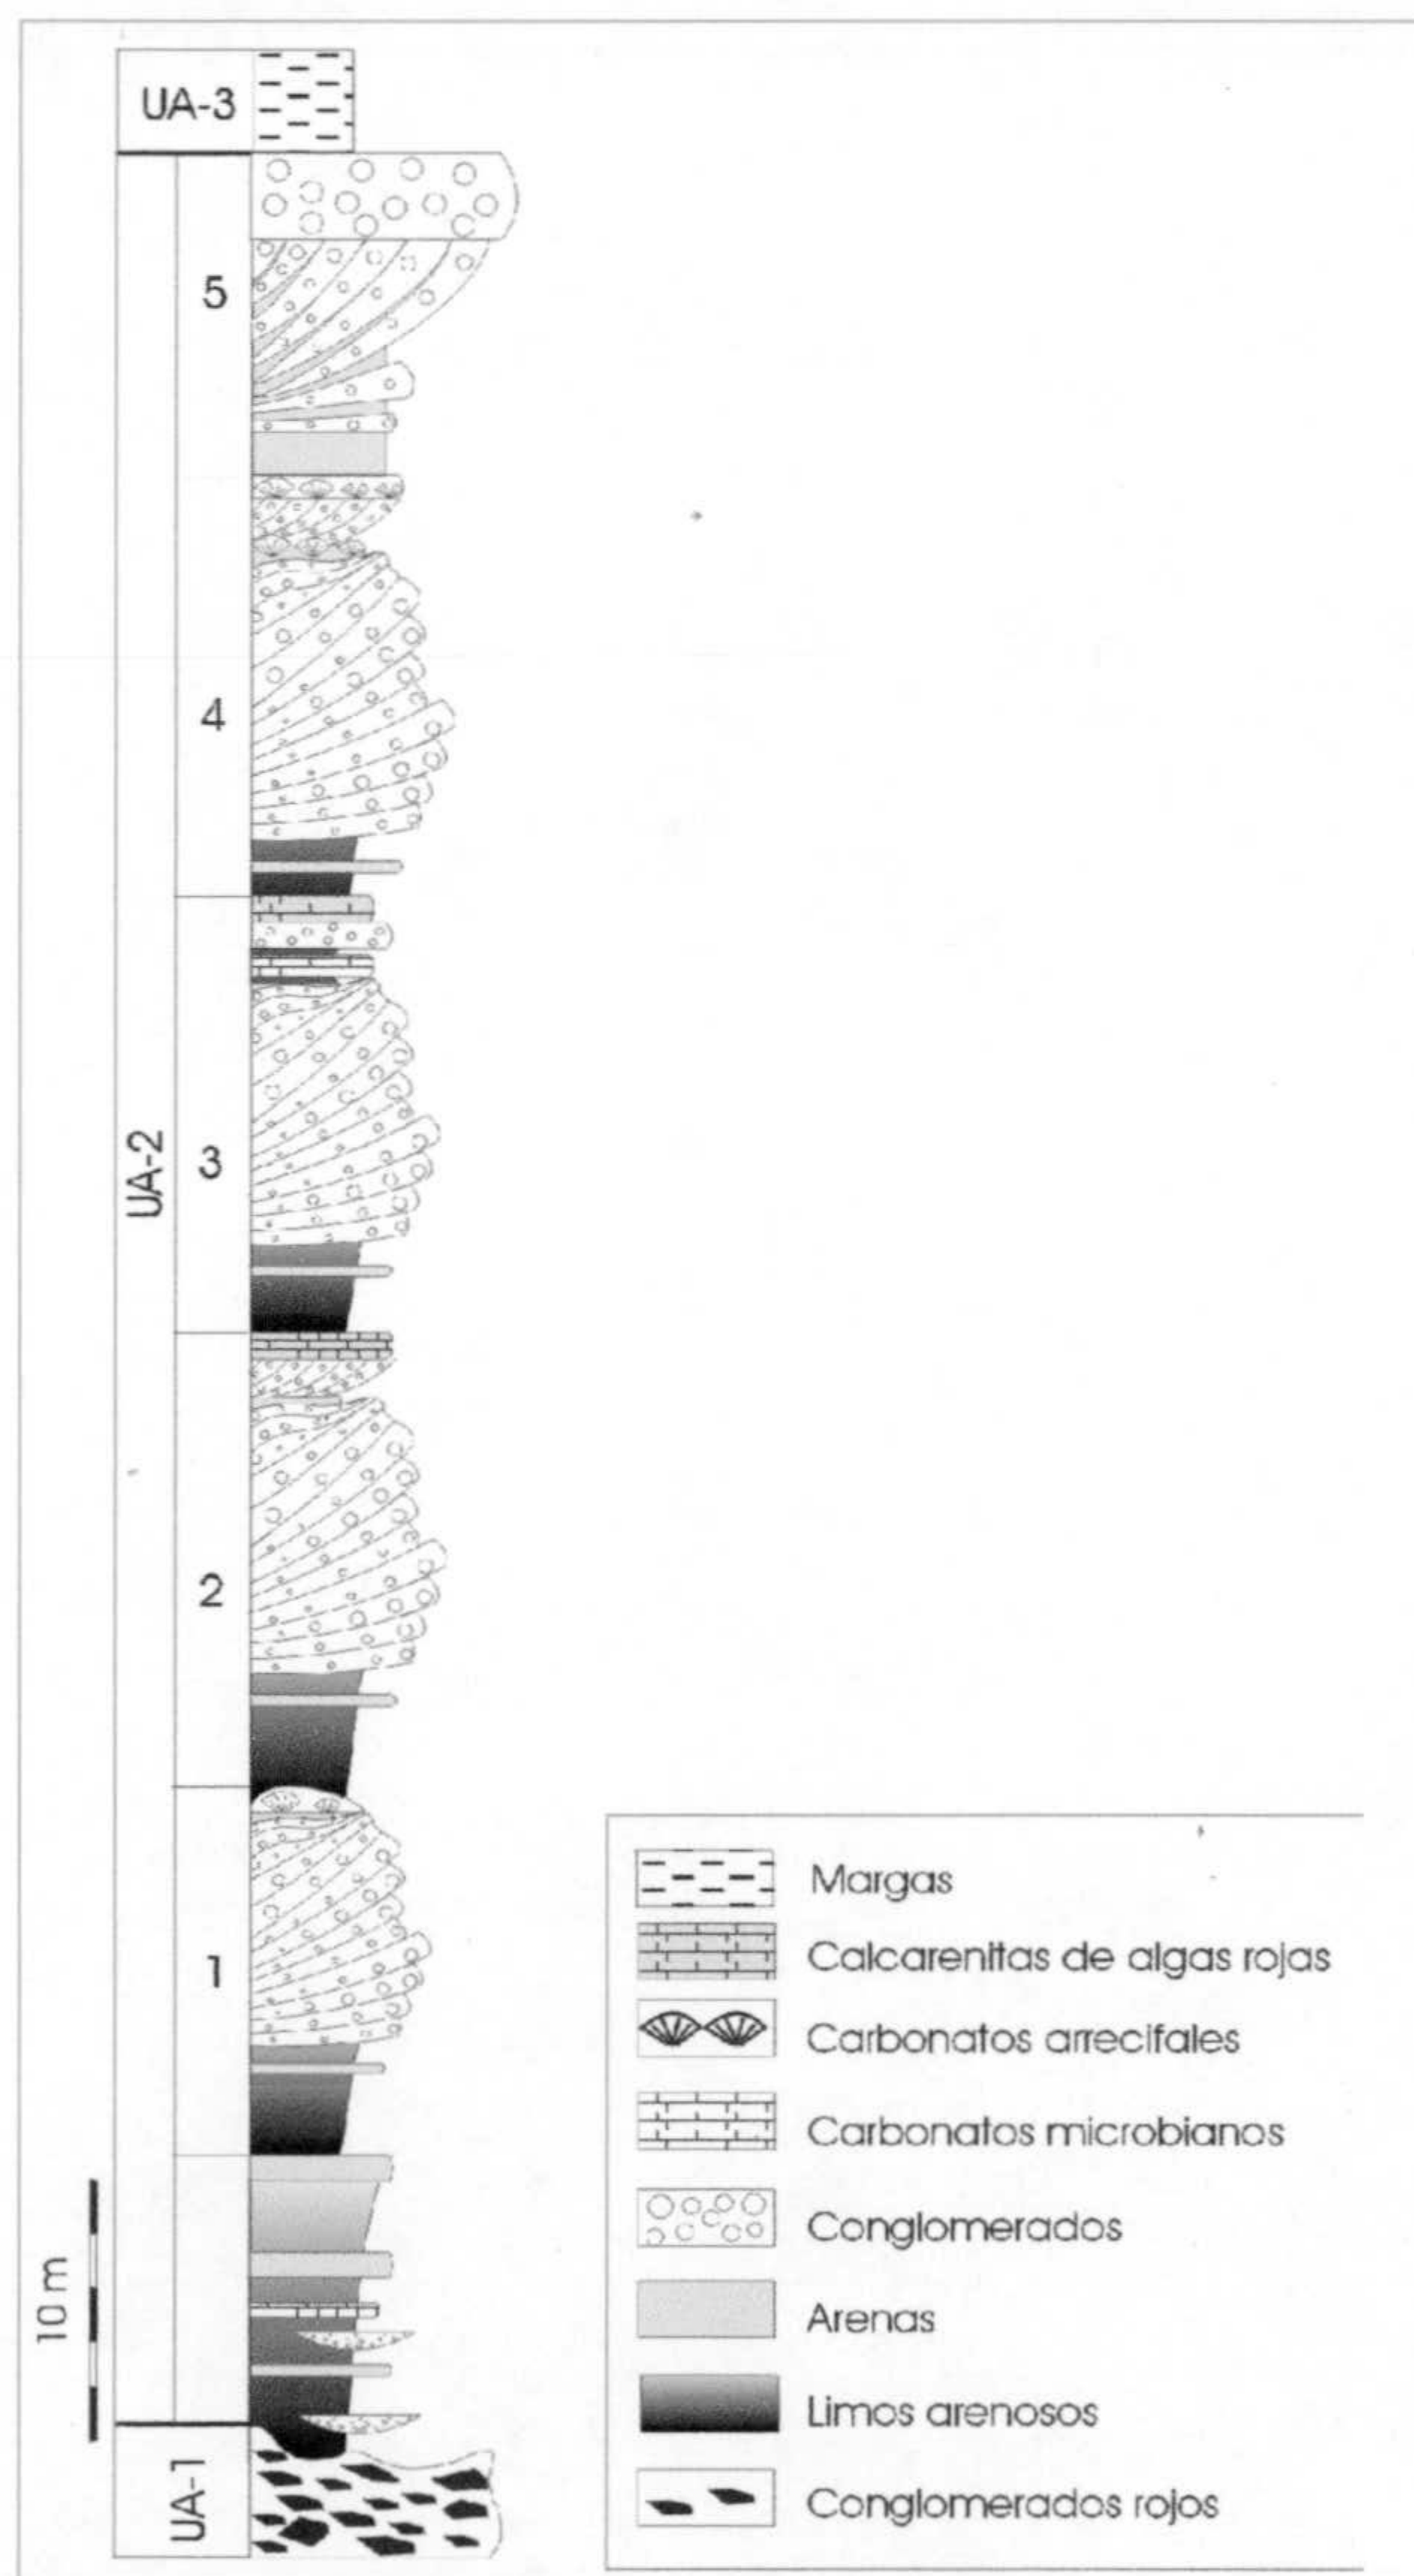 UA-3
5
4
UA-2
3
2
1
10 m
UA-1
Margas
Calcarenitas de algas rojas
Carbonatos arrecifales
Carbonatos microbianos
Conglomerados
Arenas
Limos arenosos
Conglomerados rojos